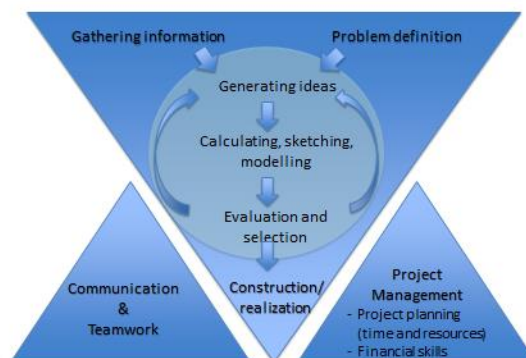 Gathering information
Problem definition
Generating ideas
Calculating, sketching,
modelling
Evaluation and
selection
Construction/
realization
Communication
&
Teamwork
Project
Management
- Project planning
(time and resources)
- Financial skills